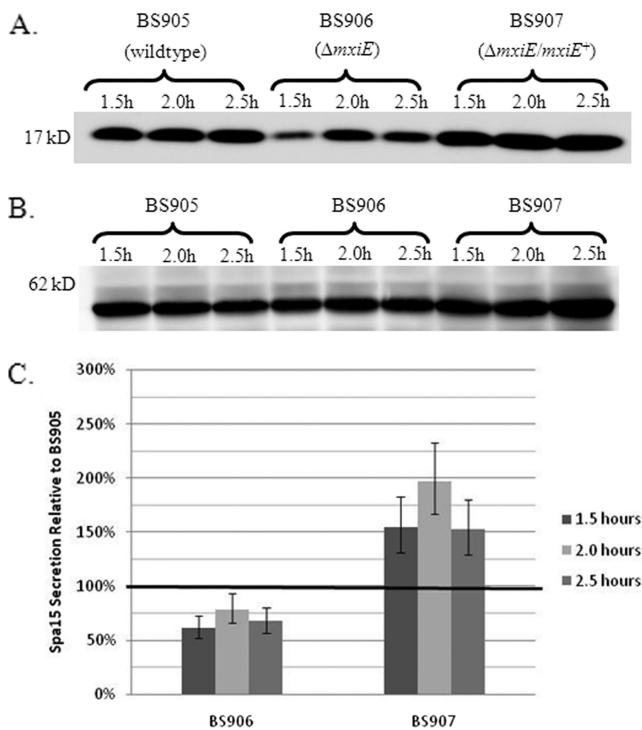 A.
BS905 BS906 BS907
(wildtype) (ΔmxiE) (ΔmxiE/mxiE⁺)
1.5h 2.0h 2.5h 1.5h 2.0h 2.5h 1.5h 2.0h 2.5h
17 kD
B.
BS905 BS906 BS907
1.5h 2.0h 2.5h 1.5h 2.0h 2.5h 1.5h 2.0h 2.5h
62 kD
C.
Spa15 Secretion Relative to BS905
300%
250%
200%
150%
100%
50%
0%
BS906 BS907
1.5 hours
2.0 hours
2.5 hours